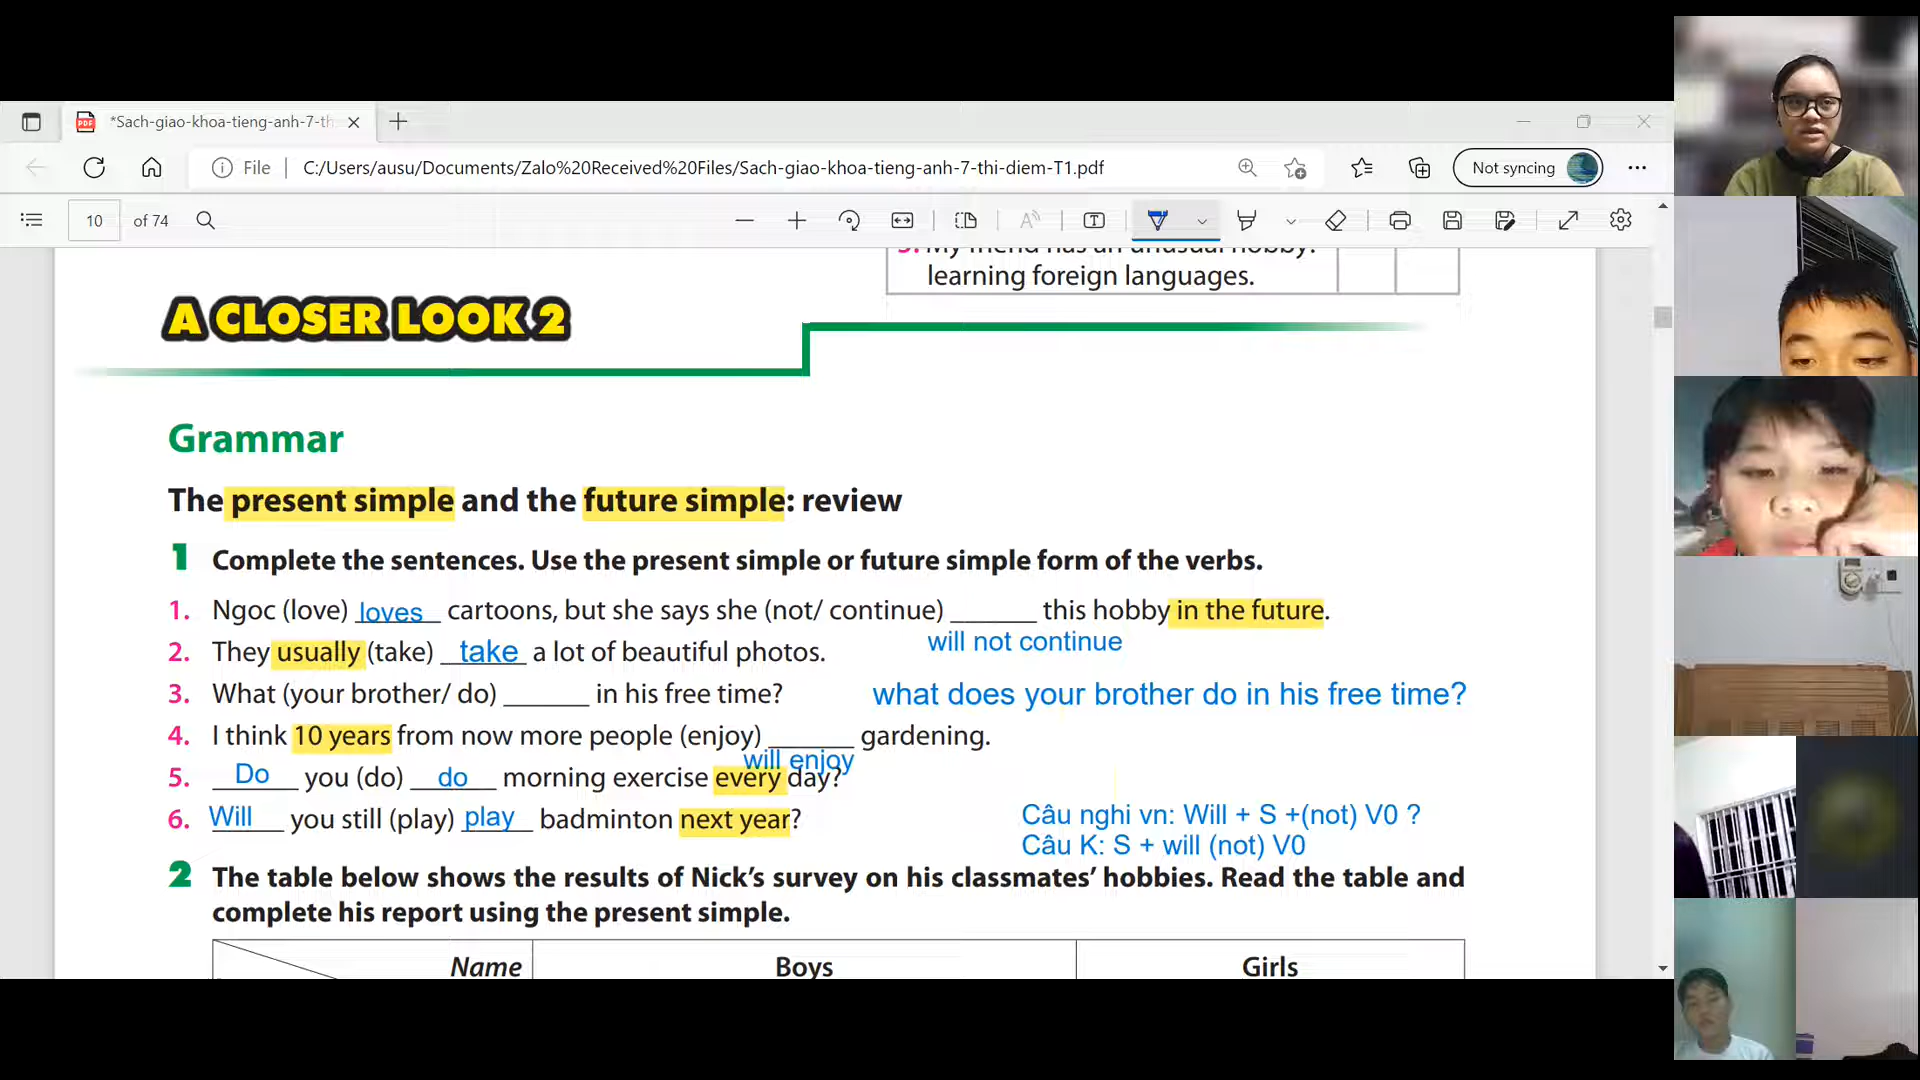 *Sach-giao-khoa-tieng-anh-7-th
File
C:/Users/ausu/Documents/Zalo%20Received%20Files/Sach-giao-khoa-tieng-anh-7-thi-diem-T1.pdf
Not syncing
10 of 74
5. My friend has an unusual hobby:
learning foreign languages.
A CLOSER LOOK 2
Grammar
The present simple and the future simple: review
1 Complete the sentences. Use the present simple or future simple form of the verbs.
1. Ngoc (love) loves cartoons, but she says she (not/ continue) ______ this hobby in the future.
will not continue
2. They usually (take) take a lot of beautiful photos.
3. What (your brother/ do) ______ in his free time? what does your brother do in his free time?
4. I think 10 years from now more people (enjoy) ______ gardening.
will enjoy
5. Do you (do) do morning exercise every day?
6. Will you still (play) play badminton next year?
Câu nghi vn: Will + S +(not) V0 ?
Câu K: S + will (not) V0
2 The table below shows the results of Nick's survey on his classmates' hobbies. Read the table and
complete his report using the present simple.
Name Boys Girls